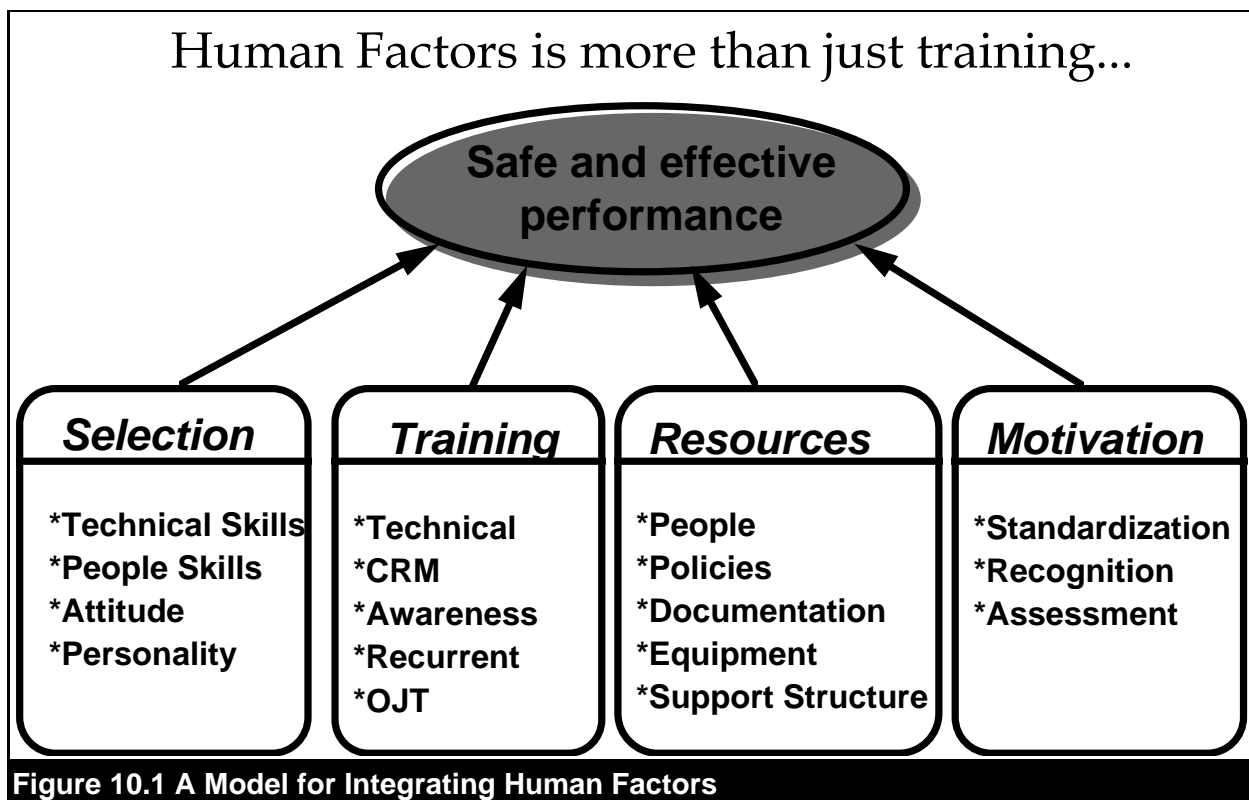 Human Factors is more than just training...
Safe and effective
performance
Selection
*Technical Skills
*People Skills
*Attitude
*Personality
Training
*Technical
*CRM
*Awareness
*Recurrent
*OJT
Resources
*People
*Policies
*Documentation
*Equipment
*Support Structure
Motivation
*Standardization
*Recognition
*Assessment
Figure 10.1 A Model for Integrating Human Factors